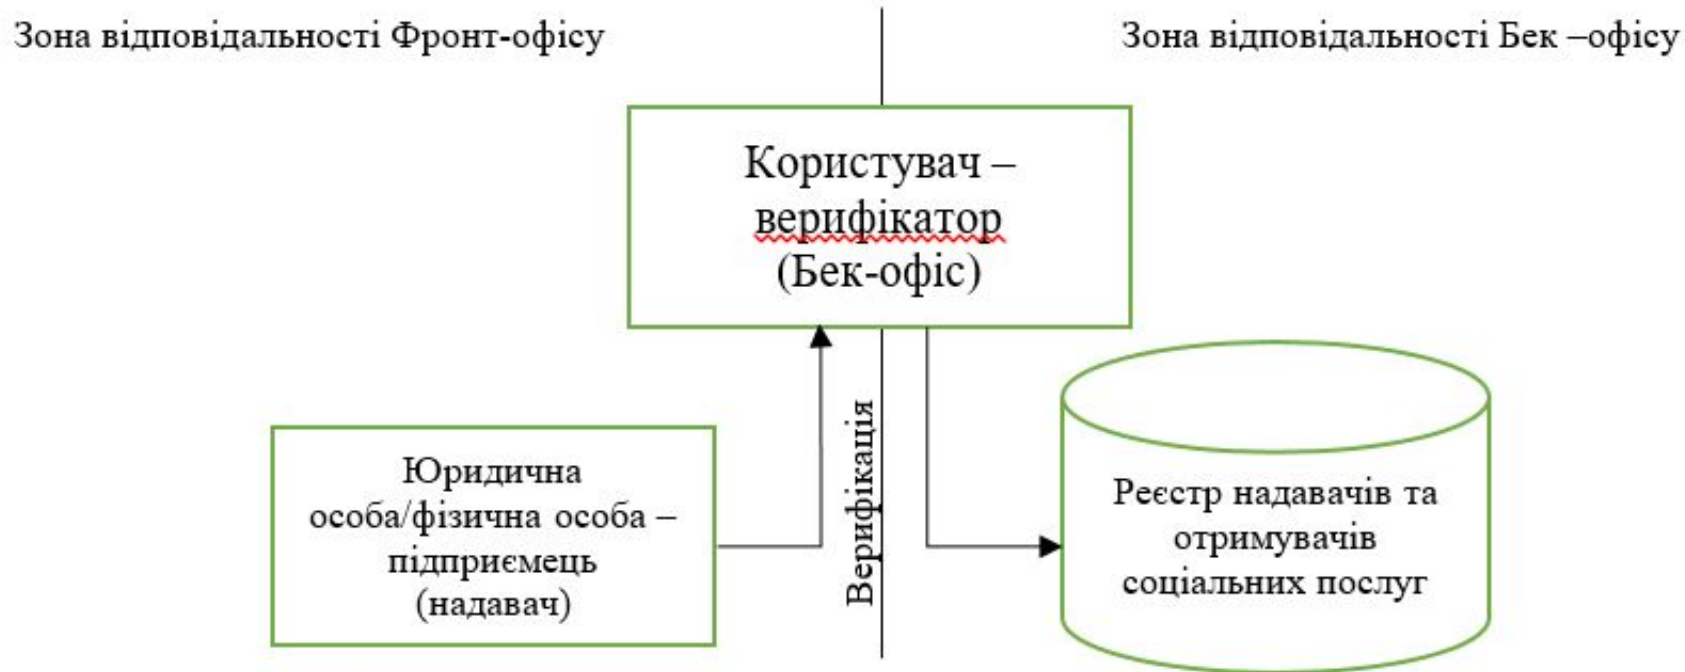 Зона відповідальності Фронт-офісу
Зона відповідальності Бек –офісу
Користувач –
верифікатор
(Бек-офіс)
Верифікація
Юридична
особа/фізична особа –
підприємець
(надавач)
Реєстр надавачів та
отримувачів
соціальних послуг